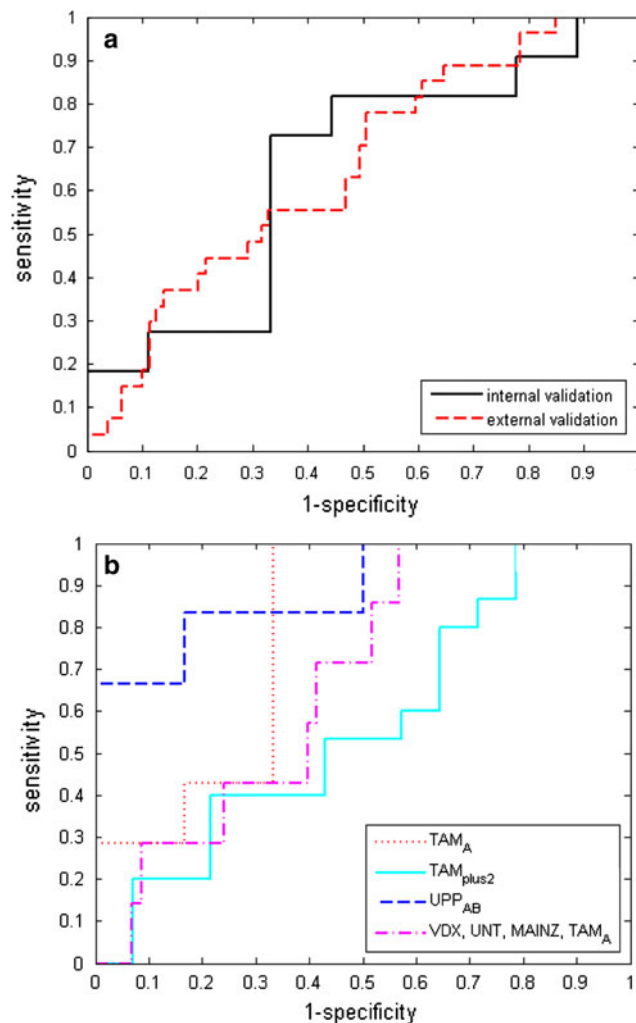 a
1
0.9
0.8
0.7
0.6
0.5
0.4
0.3
0.2
0.1
0
sensitivity
internal validation
external validation
0 0.1 0.2 0.3 0.4 0.5 0.6 0.7 0.8 0.9
1-specificity
b
1
0.9
0.8
0.7
0.6
0.5
0.4
0.3
0.2
0.1
0
sensitivity
TAM_A
TAM_plus2
UPP_AB
VDX, UNT, MAINZ, TAM_A
0 0.1 0.2 0.3 0.4 0.5 0.6 0.7 0.8 0.9 1
1-specificity